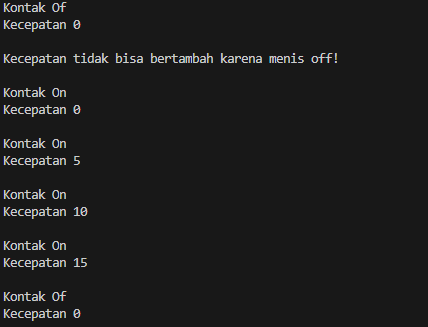 Kontak Of
Kecepatan 0
Kecepatan tidak bisa bertambah karena menis off!
Kontak On
Kecepatan 0
Kontak On
Kecepatan 5
Kontak On
Kecepatan 10
Kontak On
Kecepatan 15
Kontak Of
Kecepatan 0